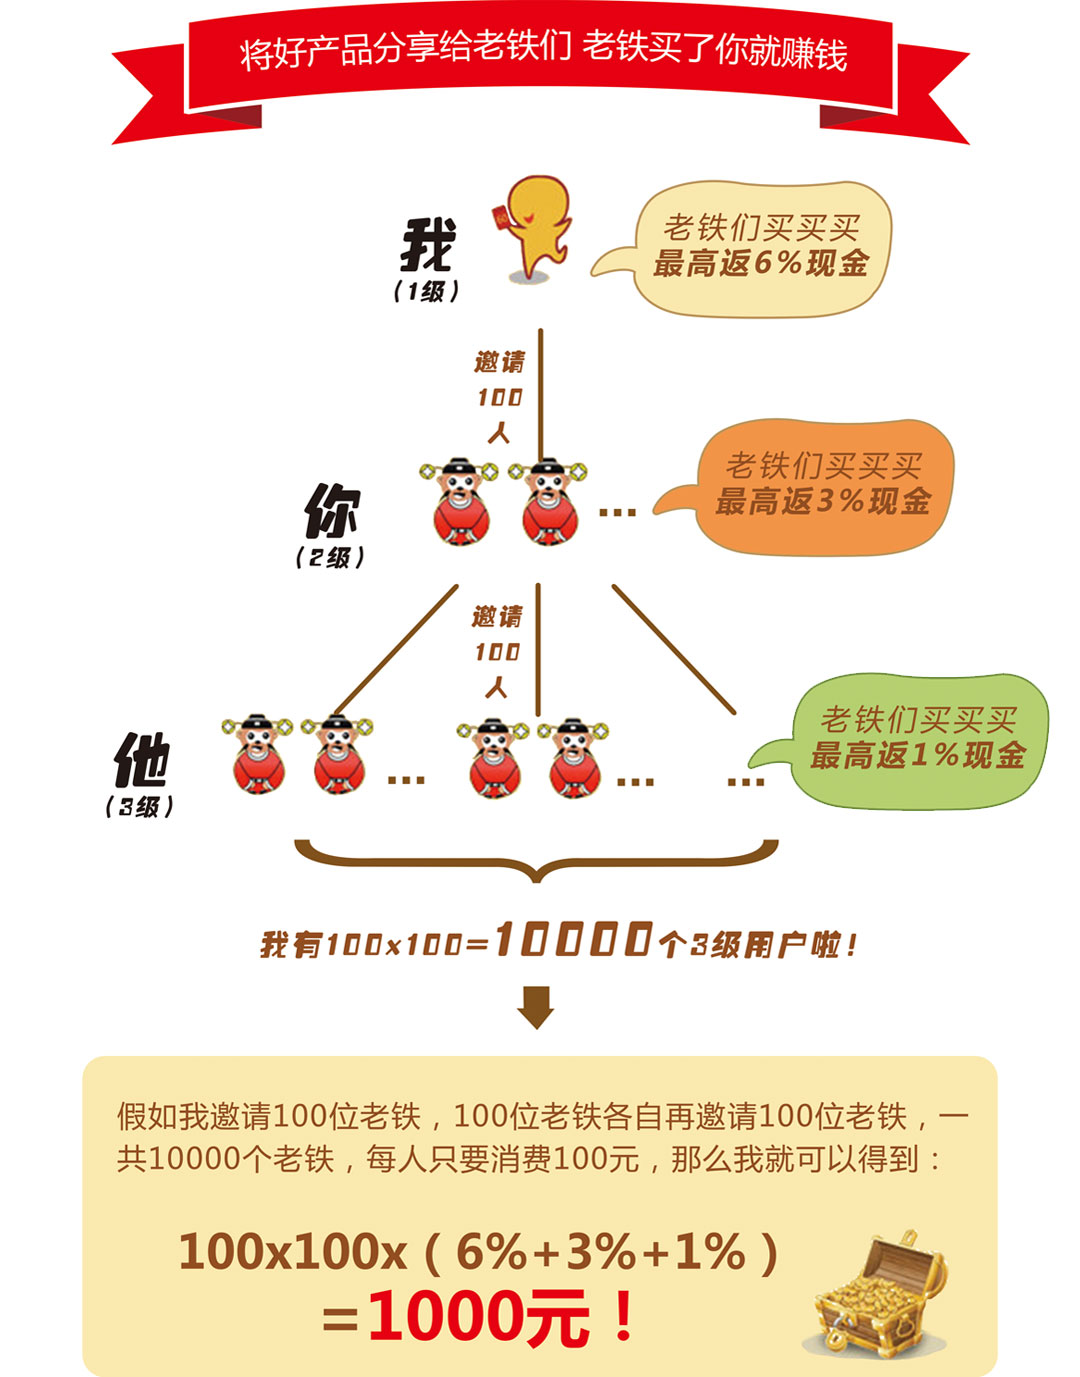 将好产品分享给老铁们 老铁买了你就赚钱
我
（1级）
老铁们买买买
最高返6%现金
邀请
100
人
你
（2级）
老铁们买买买
最高返3%现金
邀请
100
人
他
（3级）
老铁们买买买
最高返1%现金
我有100x100=10000个3级用户啦！
假如我邀请100位老铁，100位老铁各自再邀请100位老铁，一
共10000个老铁，每人只要消费100元，那么我就可以得到：
100x100x（6%+3%+1%）
=1000元！